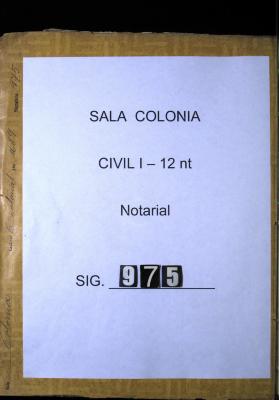 SALA COLONIA
CIVIL I – 12 nt
Notarial
SIG. 975